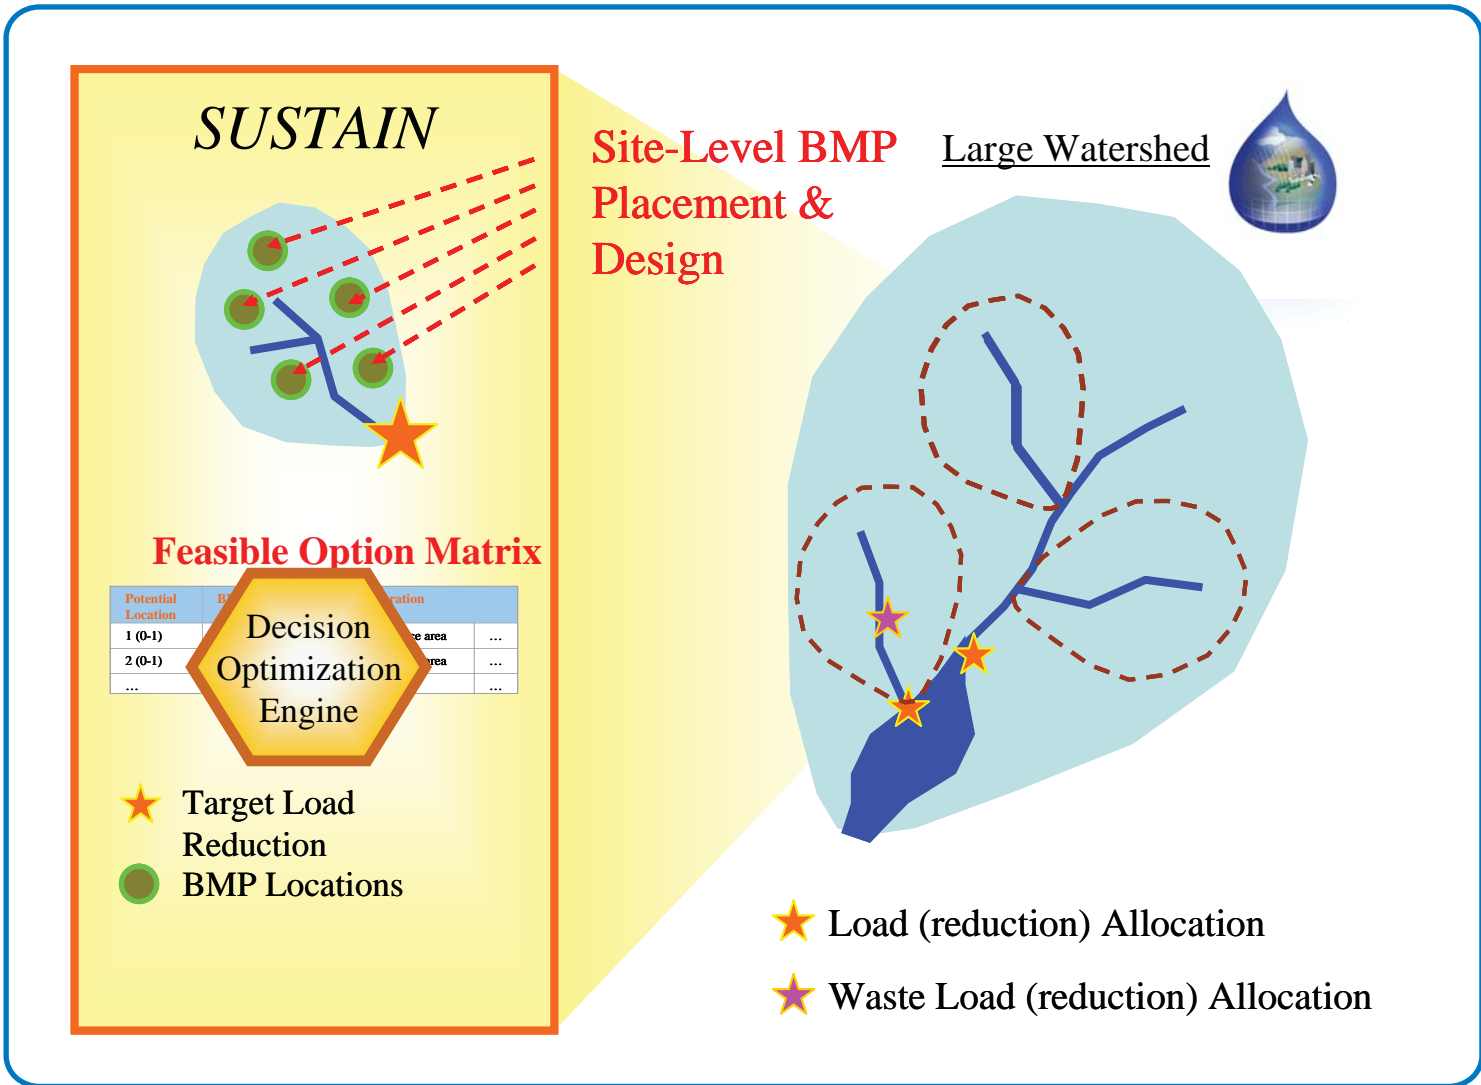 SUSTAIN
Site-Level BMP
Placement &
Design
Large Watershed
Feasible Option Matrix
Potential
Location
1 (0-1)
area
...
2 (0-1)
...
...
...
Decision
Optimization
Engine
Target Load
Reduction
BMP Locations
Load (reduction) Allocation
Waste Load (reduction) Allocation